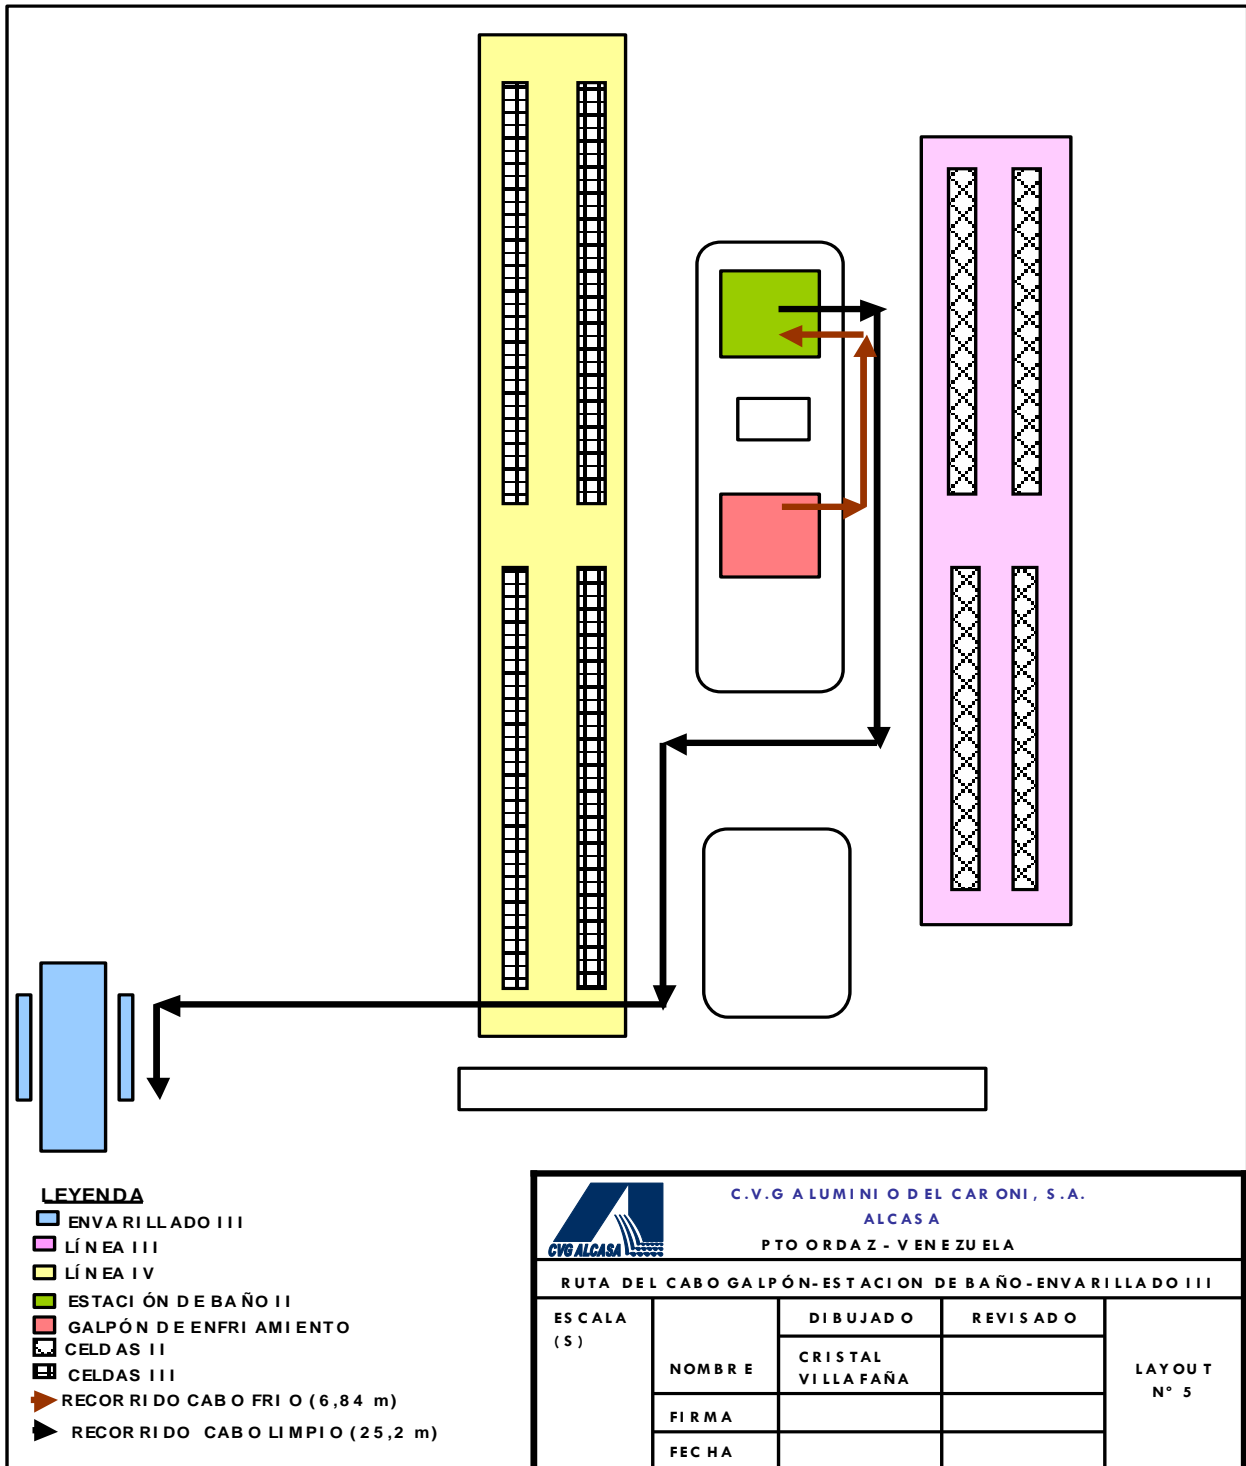 LEYENDA
ENVARILLADO III
LÍNEA III
LÍNEA IV
ESTACIÓN DE BAÑO II
GALPÓN DE ENFRIAMIENTO
CELDAS II
CELDAS III
RECORRIDO CABO FRIO (6,84 m)
RECORRIDO CABO LIMPIO (25,2 m)
CVG ALCASA
C.V.G ALUMINIO DEL CARONI, S.A.
ALCASA
PTO ORDAZ - VENEZUELA
RUTA DEL CABO GALPÓN-ESTACION DE BAÑO-ENVARILLADO III
ESCALA
(S)
DIBUJADO
REVISADO
NOMBRE
CRISTAL
VILLAFAÑA
LAYOUT
N° 5
FIRMA
FECHA